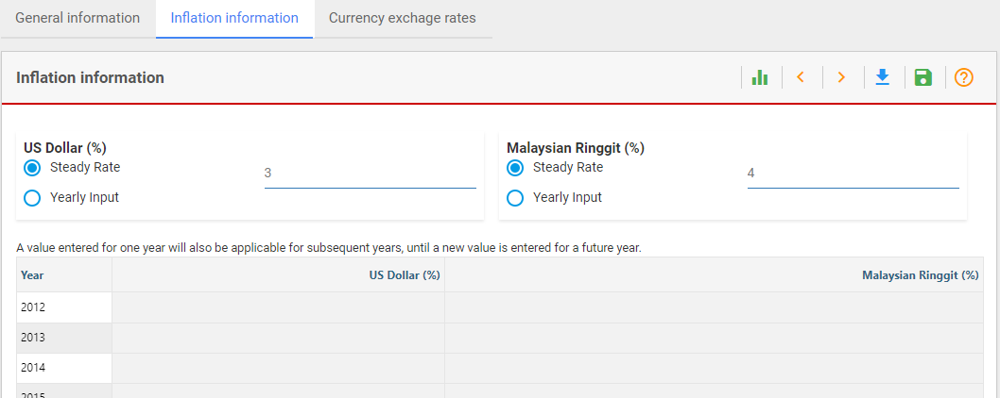 General information Inflation information Currency exchage rates
Inflation information
US Dollar (%) Malaysian Ringgit (%)
Steady Rate 3 Steady Rate 4
Yearly Input Yearly Input
A value entered for one year will also be applicable for subsequent years, until a new value is entered for a future year.
Year US Dollar (%) Malaysian Ringgit (%)
2012
2013
2014
2015